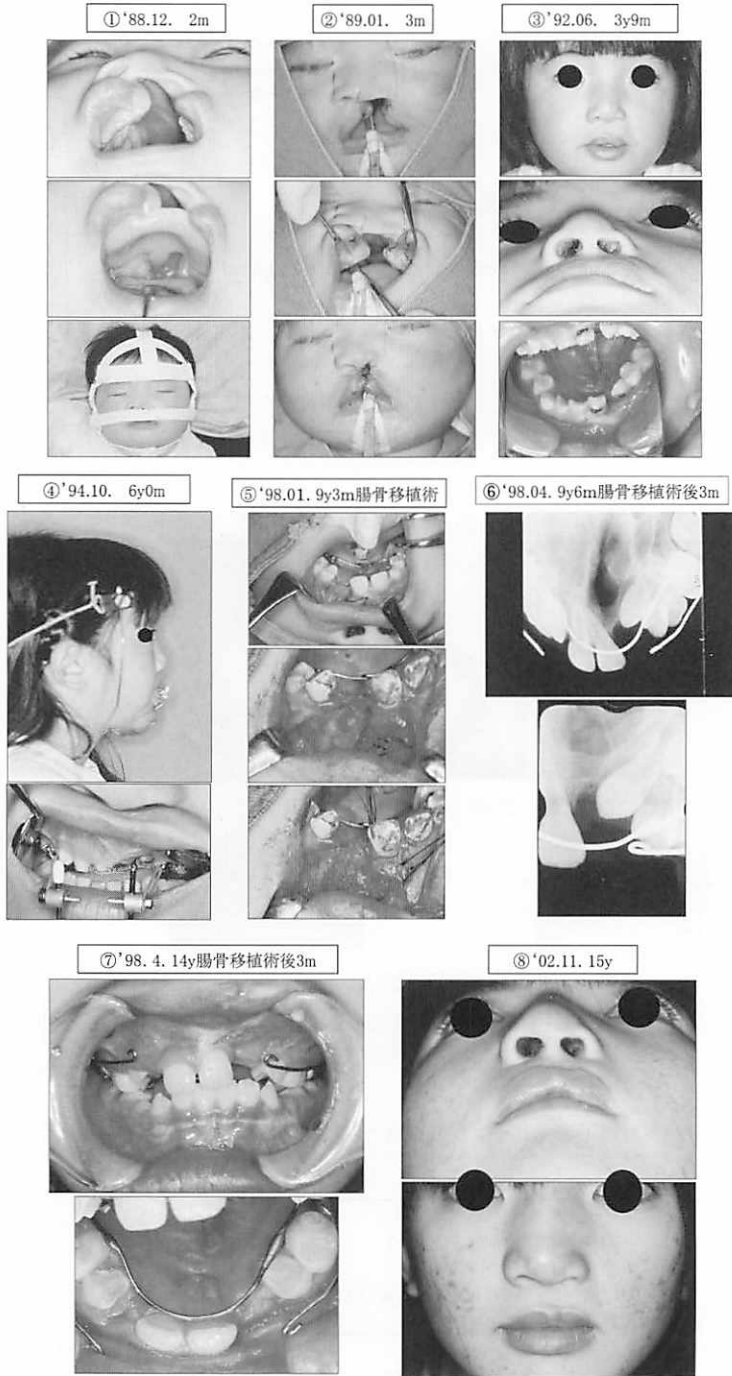 ①'88.12. 2m
②'89.01. 3m
③'92.06. 3y9m
④'94.10. 6y0m
⑤'98.01. 9y3m腸骨移植術
⑥'98.04. 9y6m腸骨移植術後3m
⑦'98. 4. 14y腸骨移植術後3m
⑧'02.11. 15y